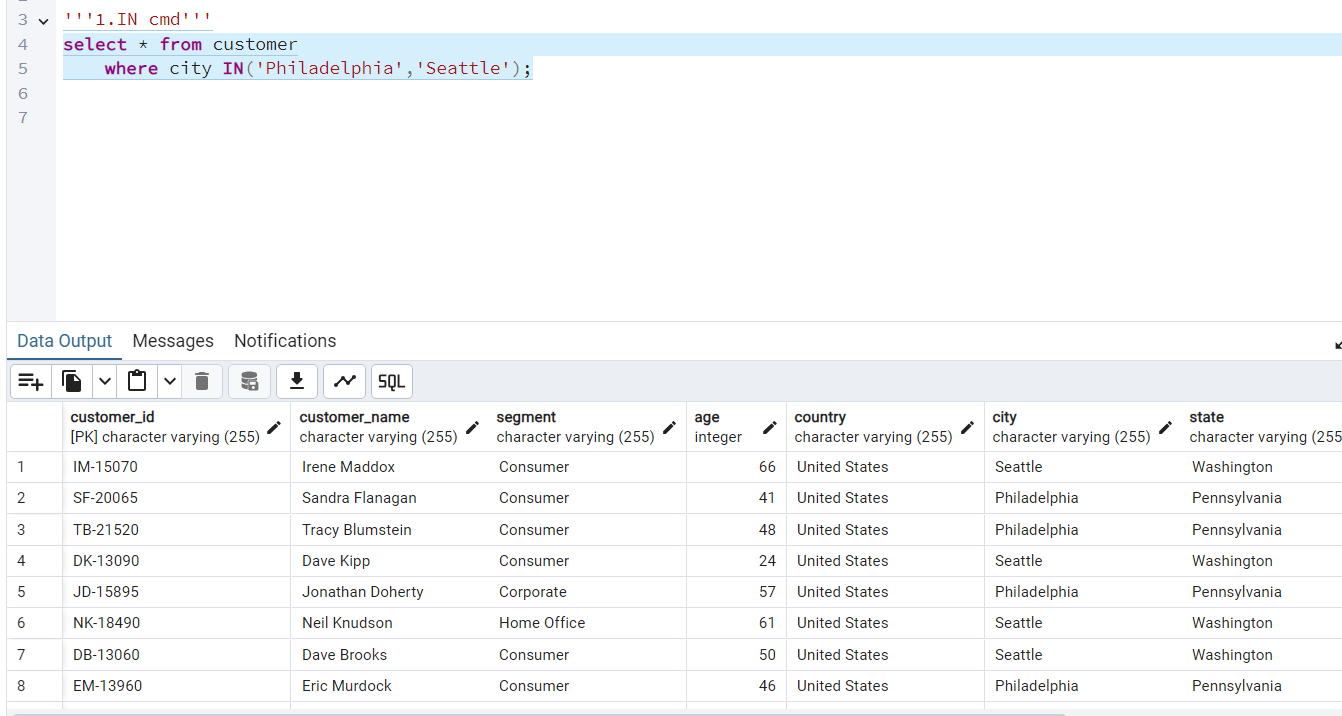 3 '''1.IN cmd'''
4 select * from customer
5 where city IN('Philadelphia','Seattle');
6
7
Data Output Messages Notifications
SQL
customer_id customer_name segment age country city state
[PK] character varying (255) character varying (255) character varying (255) integer character varying (255) character varying (255) character varying (255
1 IM-15070 Irene Maddox Consumer 66 United States Seattle Washington
2 SF-20065 Sandra Flanagan Consumer 41 United States Philadelphia Pennsylvania
3 TB-21520 Tracy Blumstein Consumer 48 United States Philadelphia Pennsylvania
4 DK-13090 Dave Kipp Consumer 24 United States Seattle Washington
5 JD-15895 Jonathan Doherty Corporate 57 United States Philadelphia Pennsylvania
6 NK-18490 Neil Knudson Home Office 61 United States Seattle Washington
7 DB-13060 Dave Brooks Consumer 50 United States Seattle Washington
8 EM-13960 Eric Murdock Consumer 46 United States Philadelphia Pennsylvania